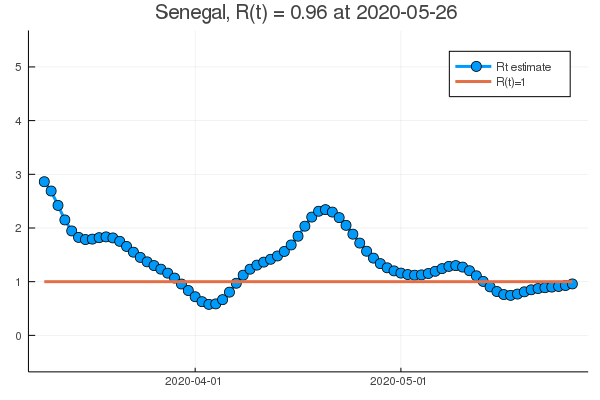 Senegal, R(t) = 0.96 at 2020-05-26
5
4
3
2
1
0
Rt estimate
R(t)=1
2020-04-01
2020-05-01